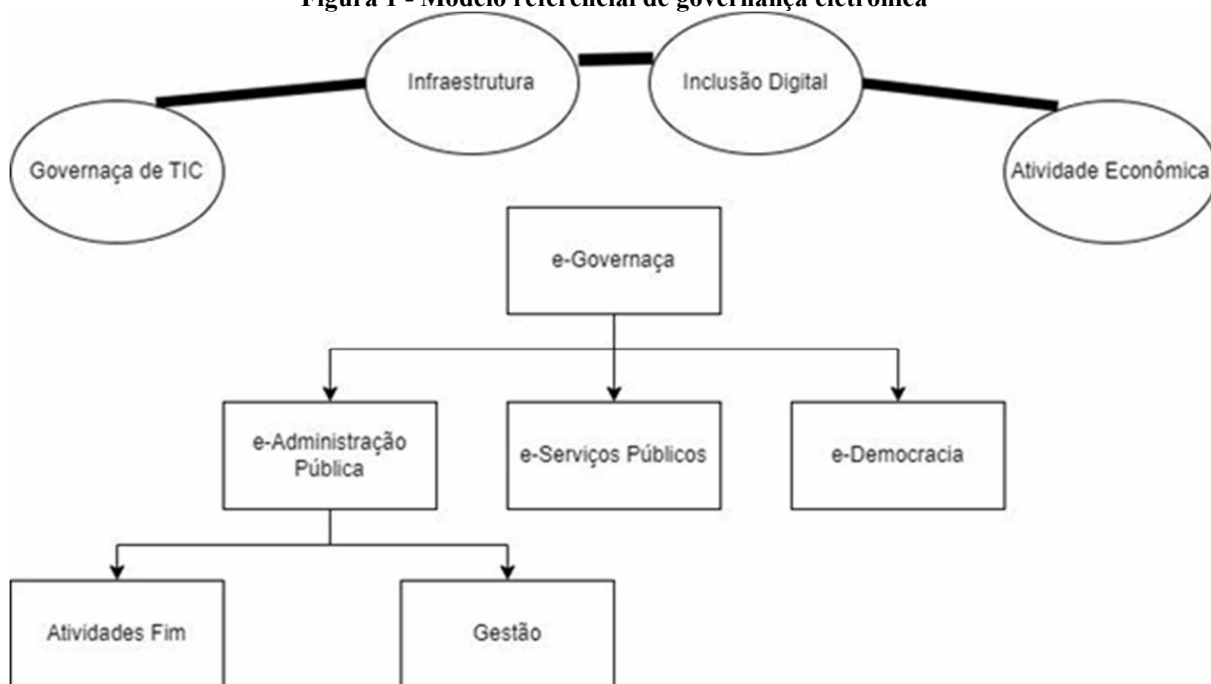 Figura 1 - Modelo referencial de governança eletrônica
Infraestrutura
Inclusão Digital
Governaça de TIC
Atividade Econômica
e-Governaça
e-Administração
Pública
e-Serviços Públicos
e-Democracia
Atividades Fim
Gestão